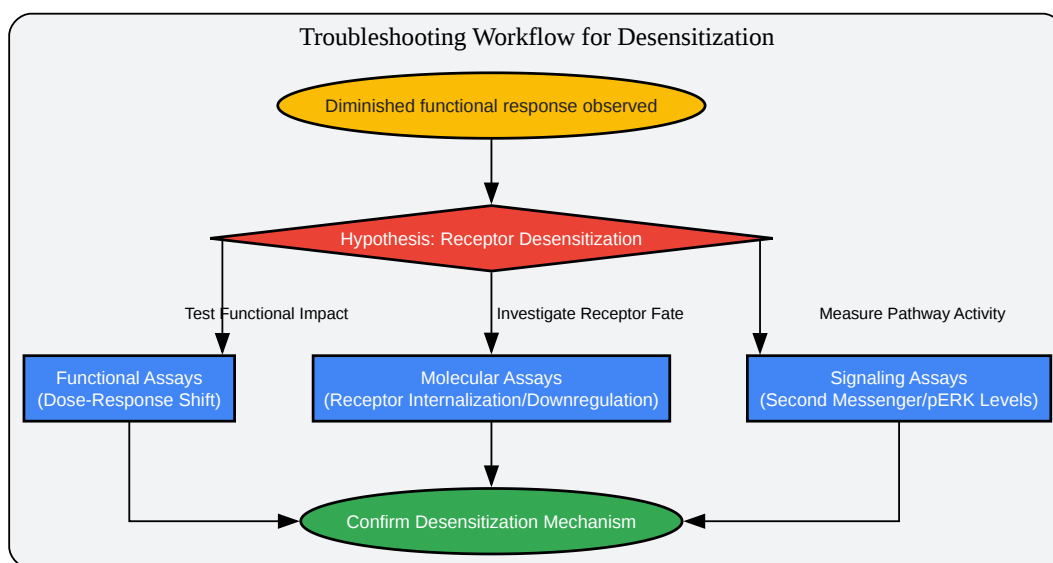 Troubleshooting Workflow for Desensitization
Diminished functional response observed
Hypothesis: Receptor Desensitization
Test Functional Impact
Investigate Receptor Fate
Measure Pathway Activity
Functional Assays
(Dose-Response Shift)
Molecular Assays
(Receptor Internalization/Downregulation)
Signaling Assays
(Second Messenger/pERK Levels)
Confirm Desensitization Mechanism